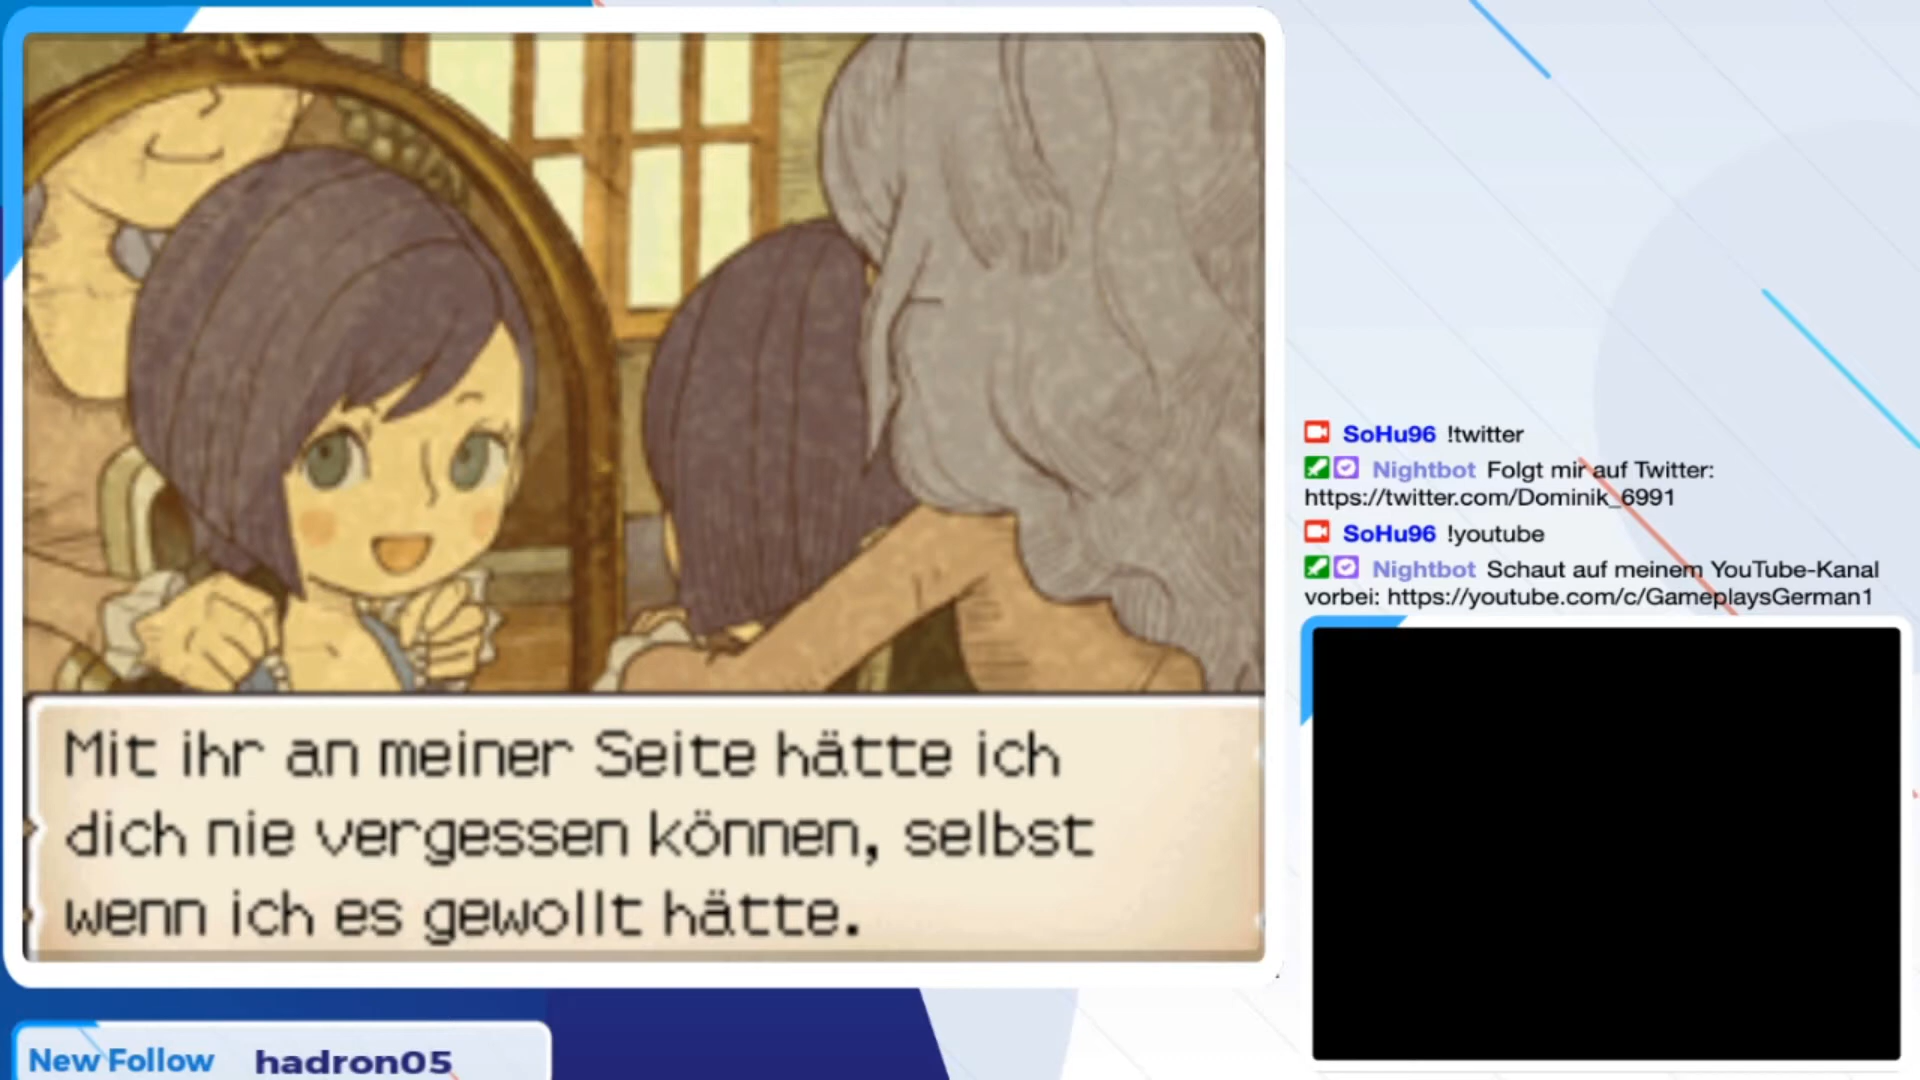 Mit ihr an meiner Seite hätte ich
dich nie vergessen können, selbst
wenn ich es gewollt hätte.
SoHu96 !twitter
Nightbot Folgt mir auf Twitter:
https://twitter.com/Dominik_6991
SoHu96 !youtube
Nightbot Schaut auf meinem YouTube-Kanal
vorbei: https://youtube.com/c/GameplaysGerman1
New Follow hadron05